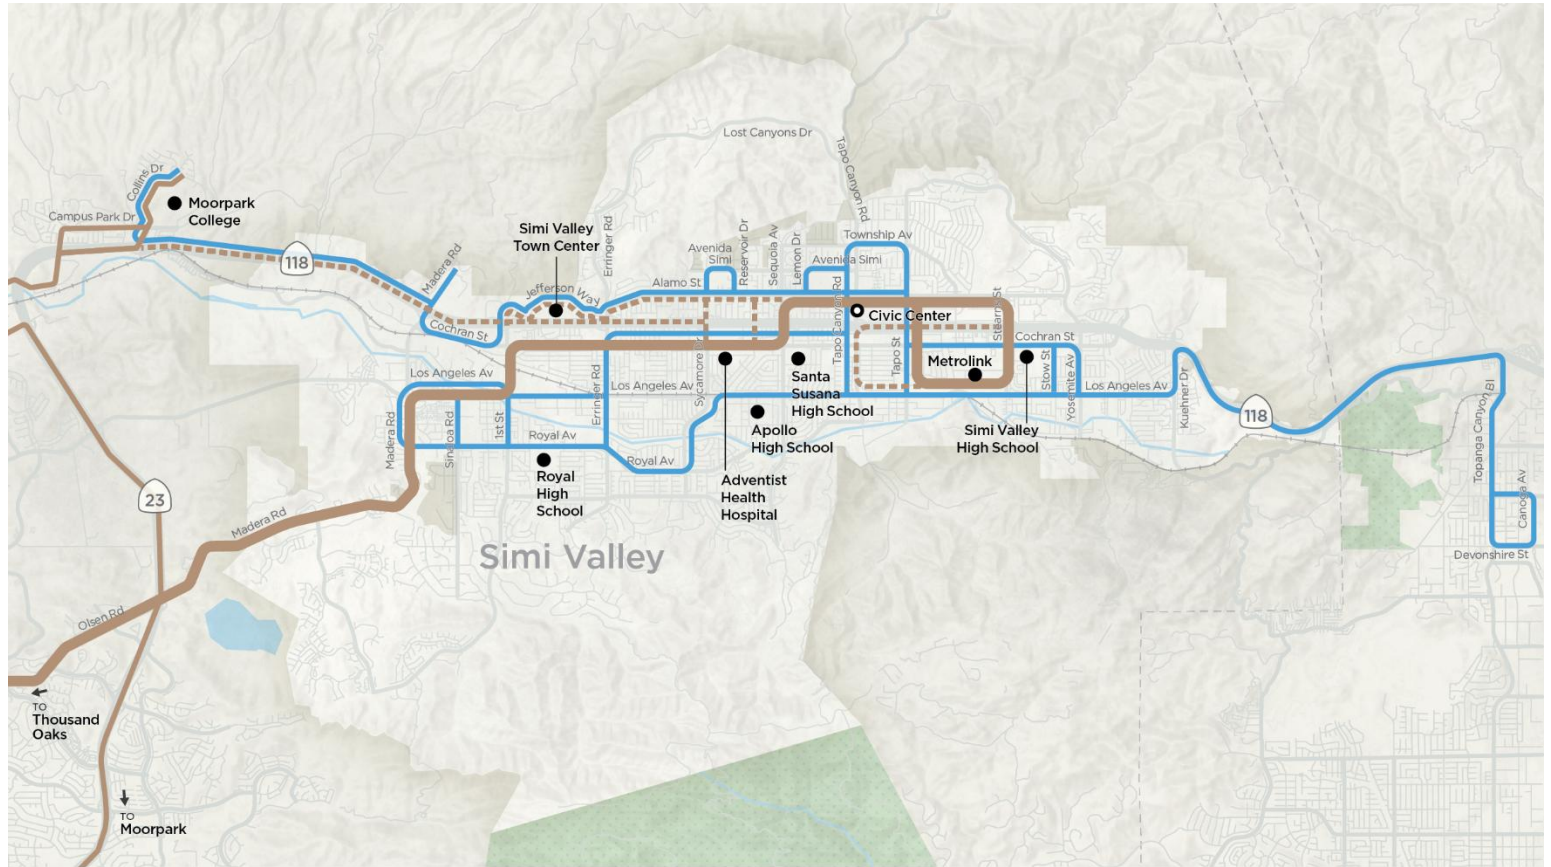 Lost Canyons Dr
Tapo Canyon Rd
Collins Dr
Moorpark
College
Campus Park Dr
Simi Valley
Town Center
Erringer Rd
Reservoir Dr
Sequoia Av
Lemon Dr
Township Av
Avenida
Simi
Avenida Simi
118
Madera Rd
Alamo St
Jefferson Way
Tapo Canyon Rd
Stearns St
Civic Center
Cochran St
Cochran St
Tapo St
Metrolink
Stow St
Yosemite Av
Sycamore Dr
Los Angeles Av
Los Angeles Av
Los Angeles Av
Santa
Susana
High School
Kuehner Dr
118
Topanga Canyon Bl
Erringer Rd
Apollo
High School
Simi Valley
High School
Madera Rd
Sinaloa Rd
1st St
Royal Av
Royal Av
Royal
High
School
Adventist
Health
Hospital
Canoga Av
Devonshire St
23
Madera Rd
Simi Valley
Olsen Rd
TO
Thousand
Oaks
TO
Moorpark